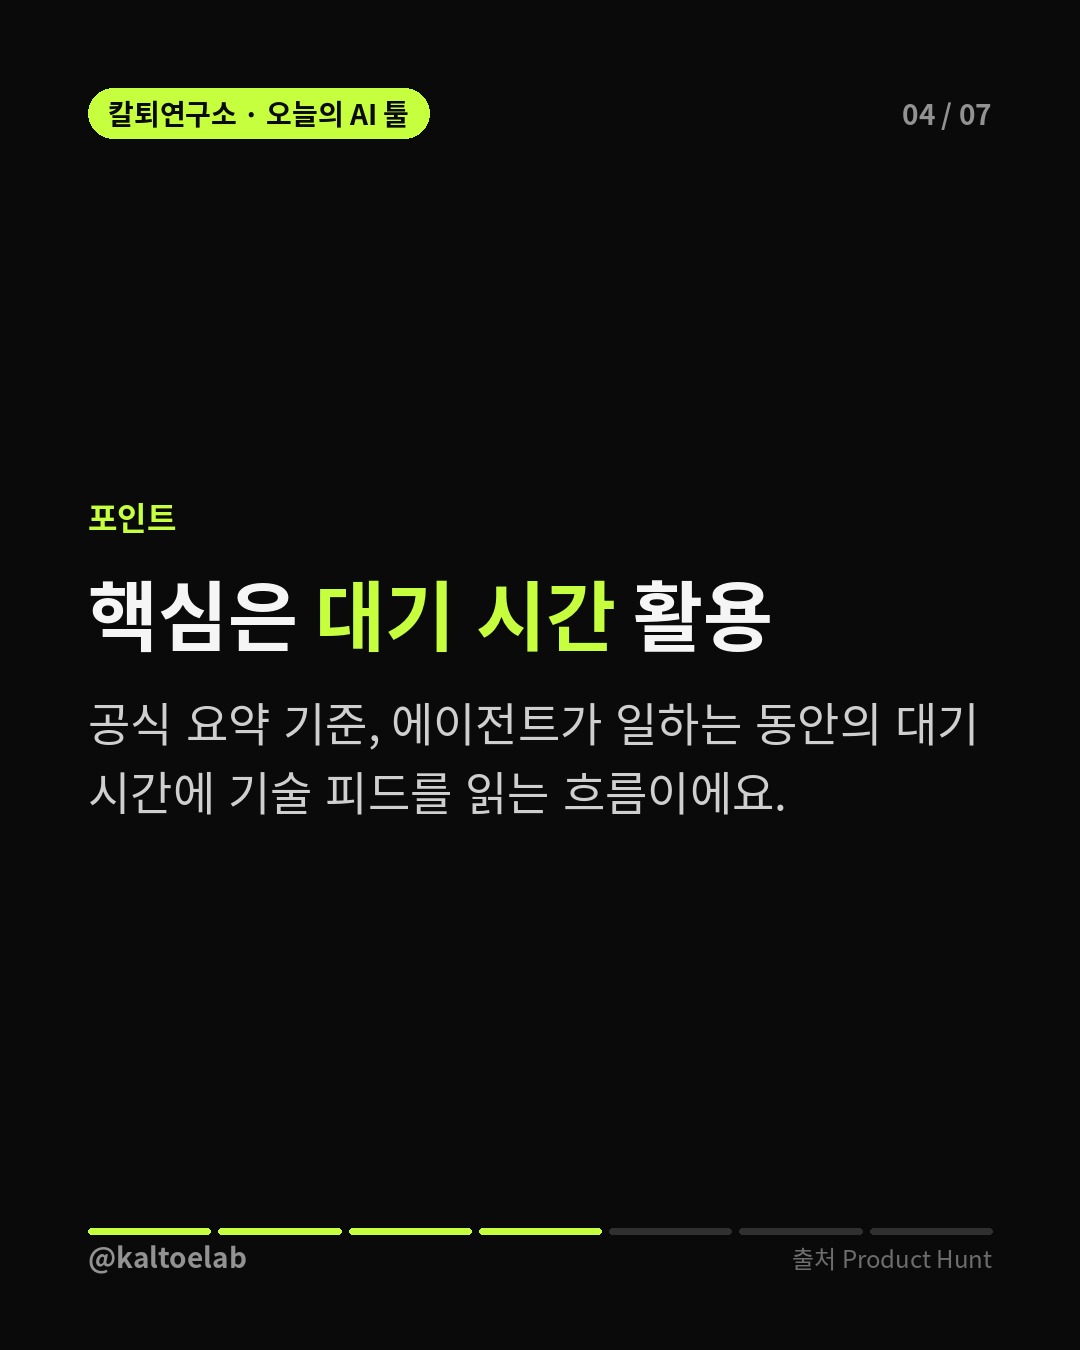 칼퇴연구소 · 오늘의 AI 툴
04 / 07
포인트
핵심은 대기 시간 활용
공식 요약 기준, 에이전트가 일하는 동안의 대기
시간에 기술 피드를 읽는 흐름이에요.
@kaltoelab
출처 Product Hunt